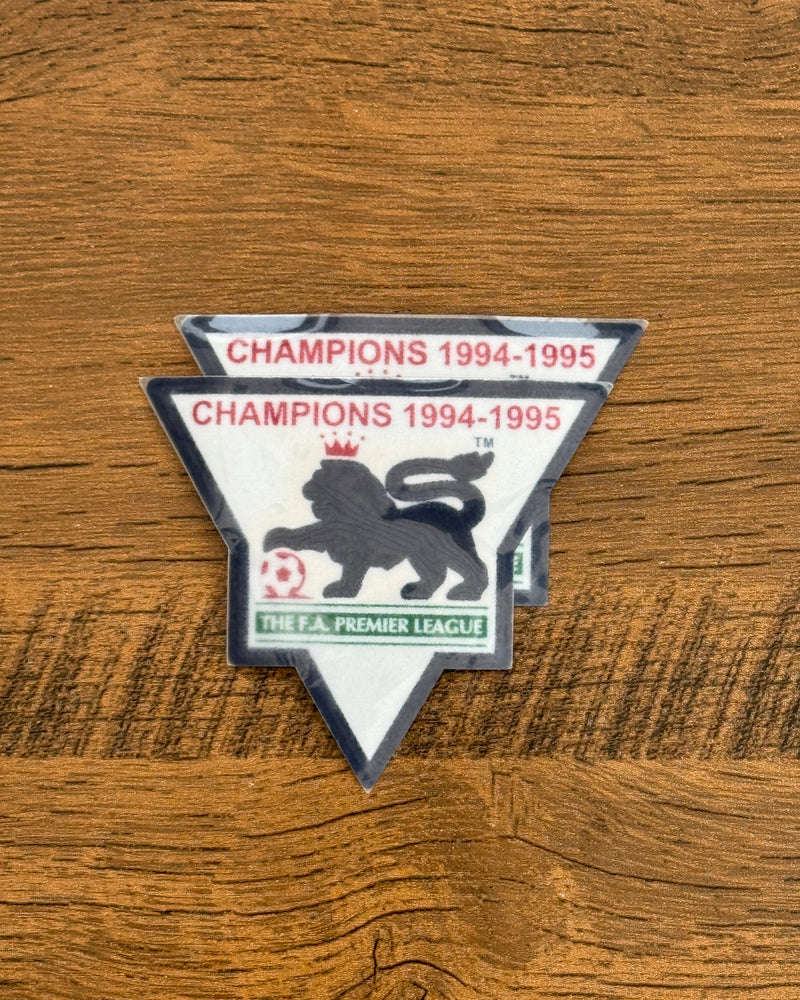 CHAMPIONS 1994-1995
CHAMPIONS 1994-1995
TM
THE F.A. PREMIER LEAGUE